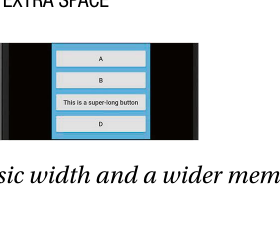 EXTRA SPACE
A
B
This is a super-long button
D
sic width and a wider mem